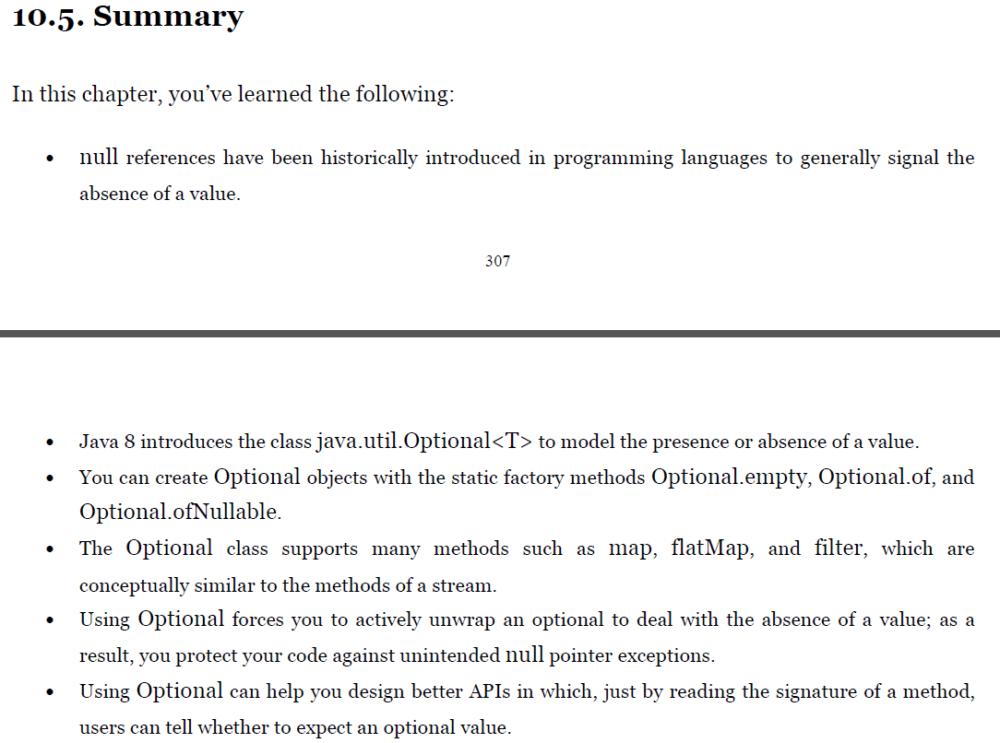 10.5. Summary
In this chapter, you’ve learned the following:
• null references have been historically introduced in programming languages to generally signal the
absence of a value.
307
• Java 8 introduces the class java.util.Optional<T> to model the presence or absence of a value.
• You can create Optional objects with the static factory methods Optional.empty, Optional.of, and
Optional.ofNullable.
• The Optional class supports many methods such as map, flatMap, and filter, which are
conceptually similar to the methods of a stream.
• Using Optional forces you to actively unwrap an optional to deal with the absence of a value; as a
result, you protect your code against unintended null pointer exceptions.
• Using Optional can help you design better APIs in which, just by reading the signature of a method,
users can tell whether to expect an optional value.